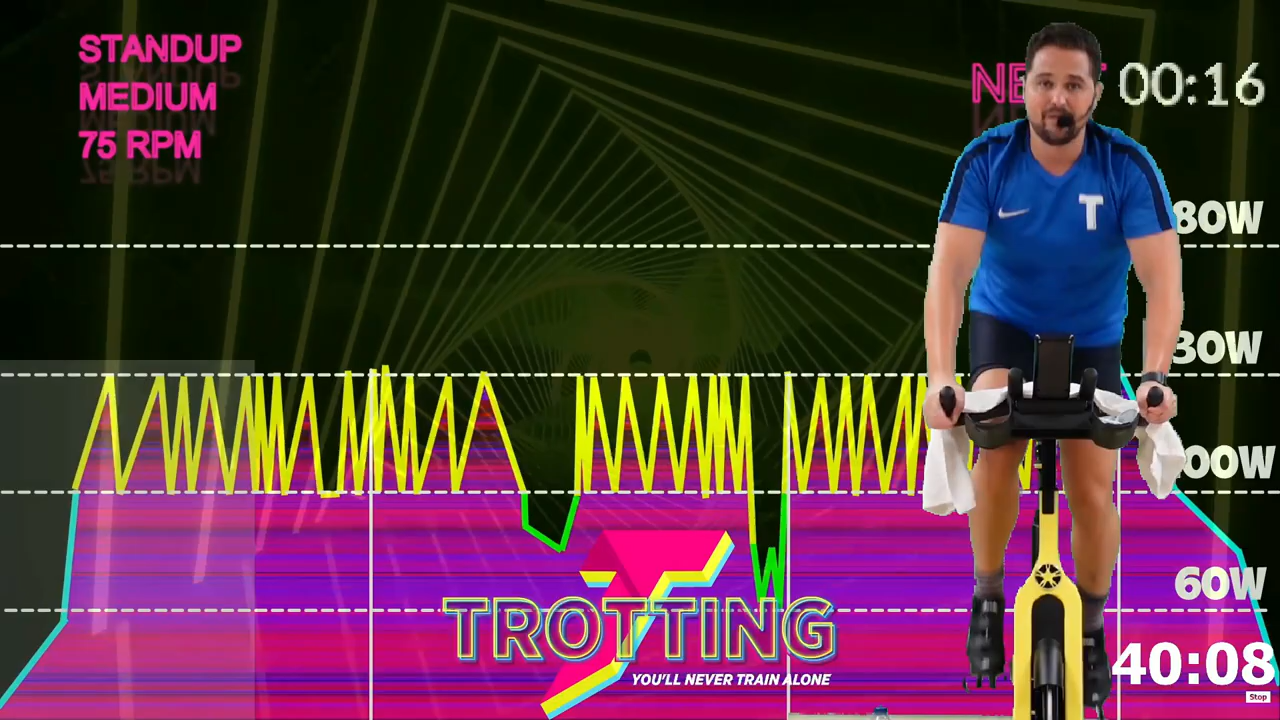 STANDUP
MEDIUM
75 RPM
00:16
T
60W
TROTTING
YOU'LL NEVER TRAIN ALONE
40:08
Stop